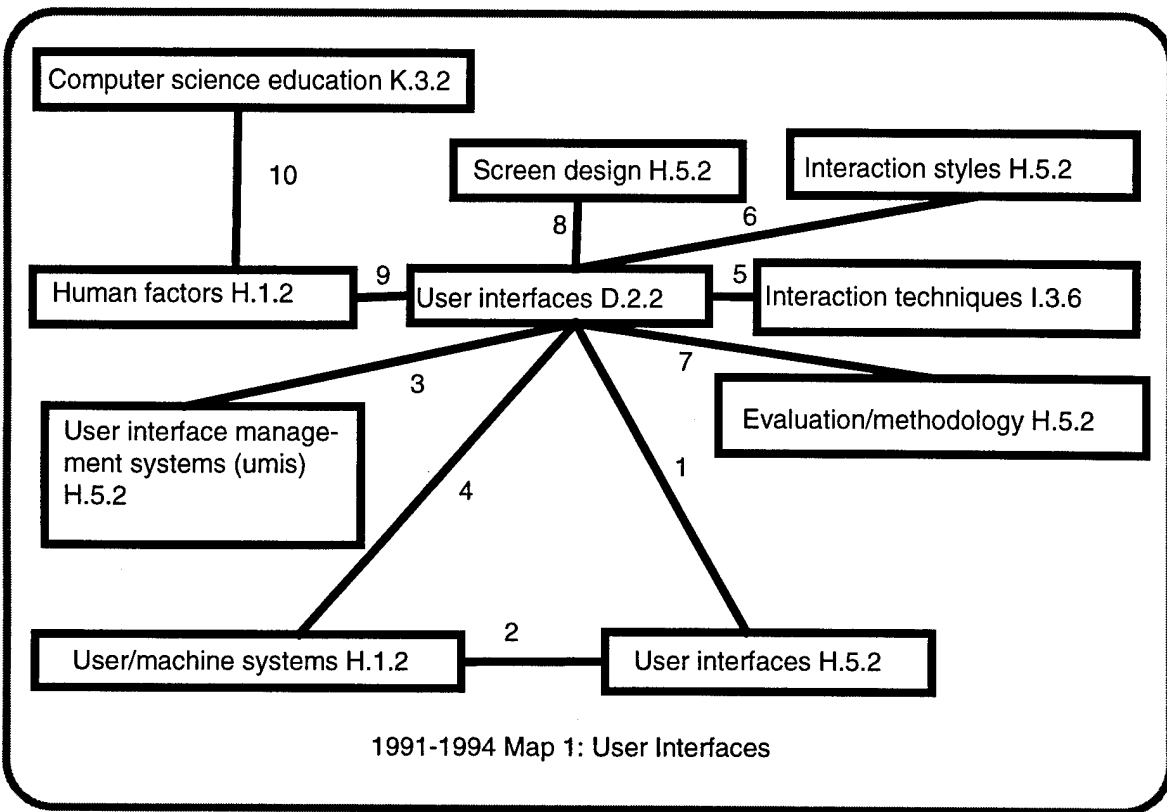 Computer science education K.3.2
10
Screen design H.5.2
Interaction styles H.5.2
8
6
Human factors H.1.2
9
User interfaces D.2.2
5
Interaction techniques I.3.6
3
7
User interface manage-
ment systems (umis)
H.5.2
Evaluation/methodology H.5.2
4
1
User/machine systems H.1.2
2
User interfaces H.5.2
1991-1994 Map 1: User Interfaces